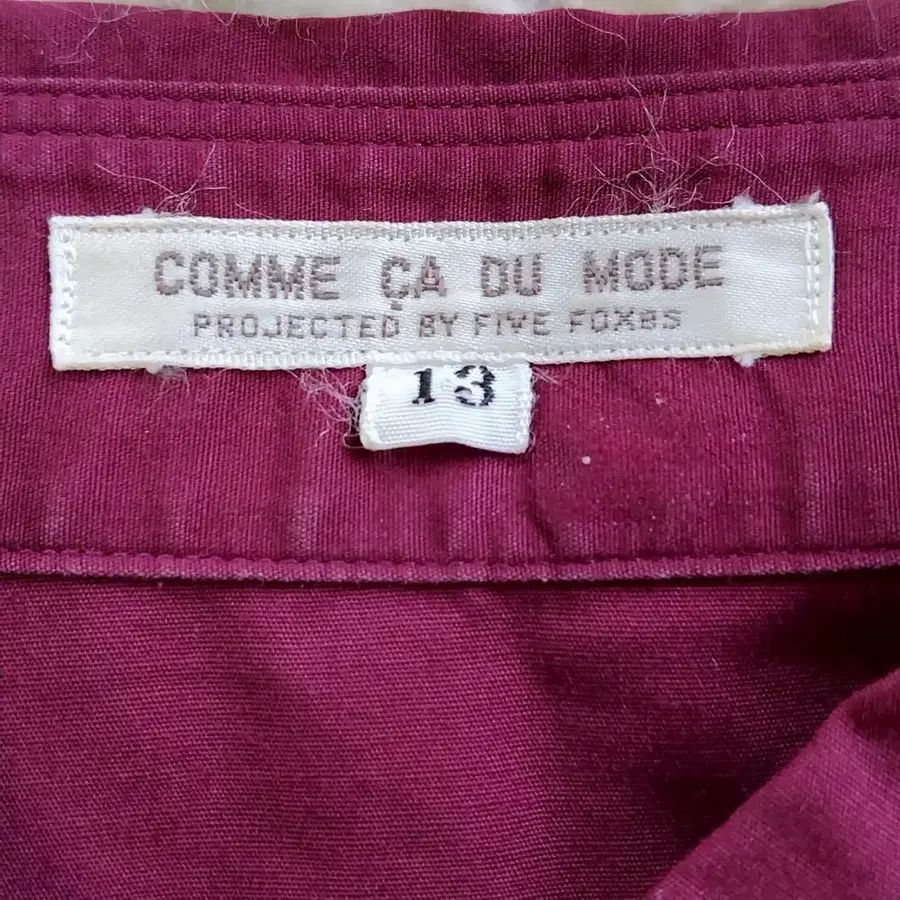 COMME ÇA DU MODE
PROJECTED BY FIVE FOXES
13